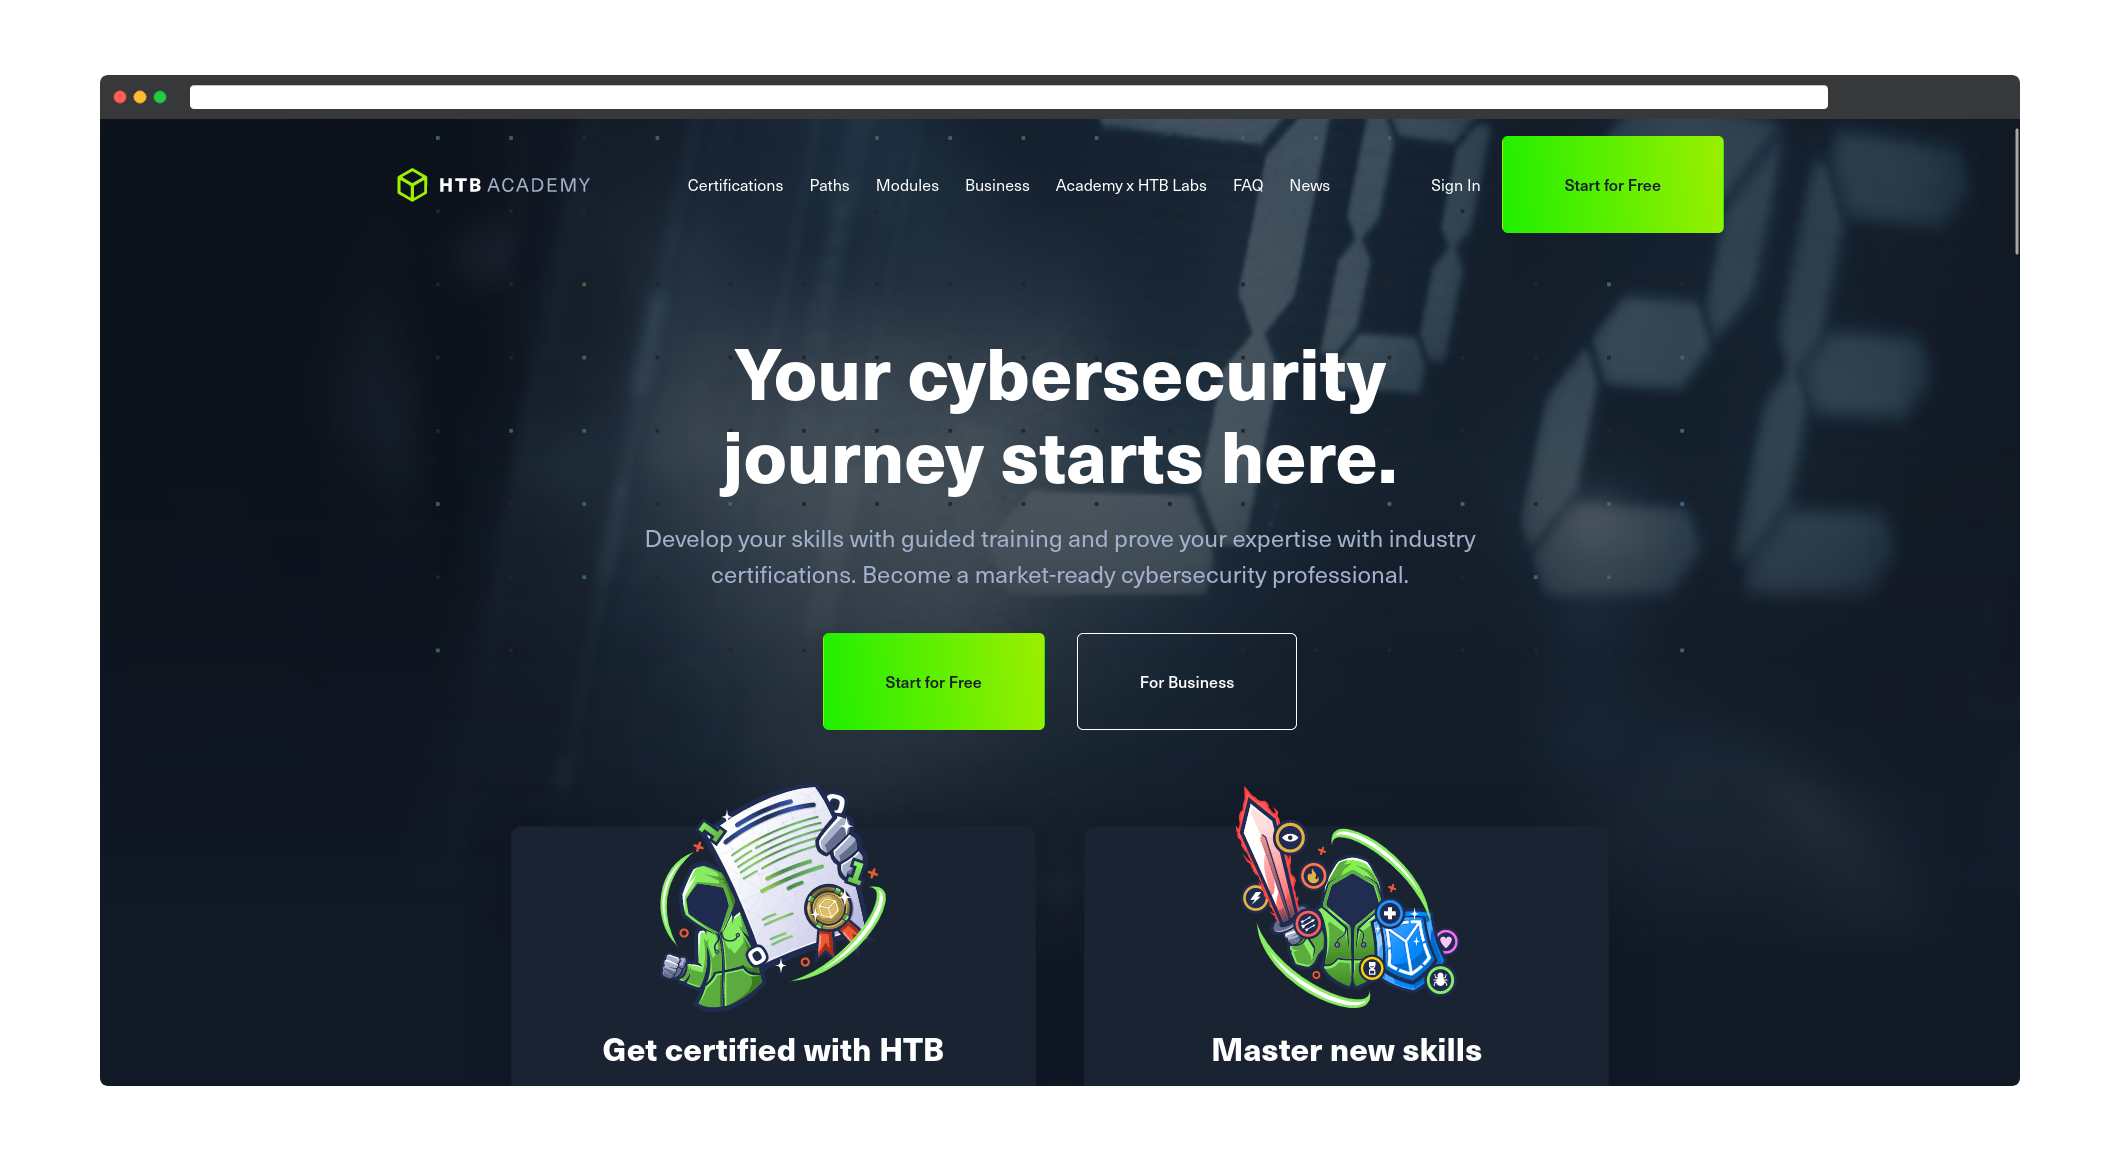 HTB ACADEMY
Certifications Paths Modules Business Academy x HTB Labs FAQ News Sign In Start for Free
Your cybersecurity
journey starts here.
Develop your skills with guided training and prove your expertise with industry
certifications. Become a market-ready cybersecurity professional.
Start for Free For Business
Get certified with HTB Master new skills